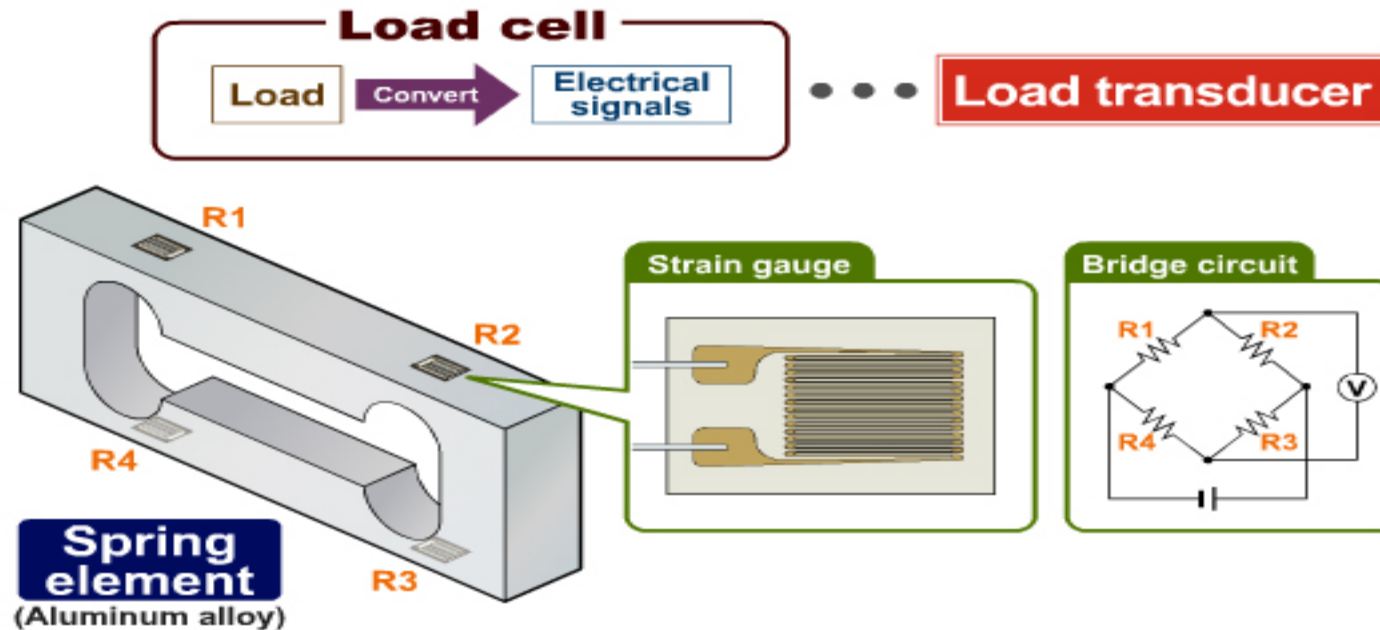 Load cell
Load
Convert
Electrical
signals
Load transducer
R1
R2
R4
R3
Strain gauge
Bridge circuit
R1
R2
V
R4
R3
Spring
element
(Aluminum alloy)